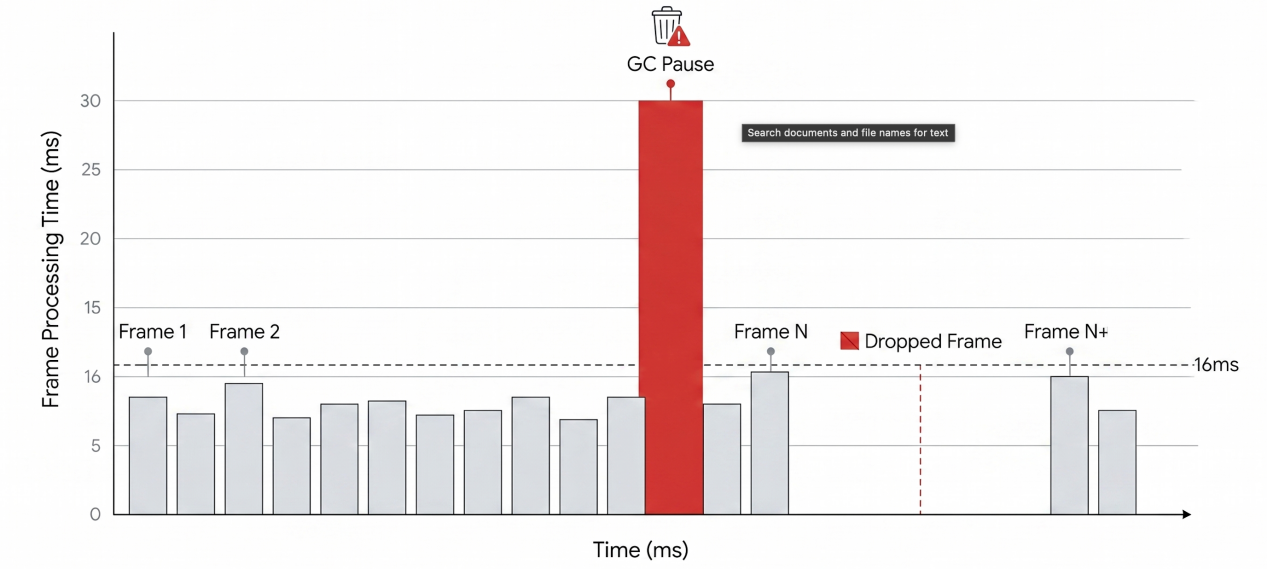 GC Pause
30
Search documents and file names for text
25
20
15
Frame 1
Frame 2
Frame N
Dropped Frame
Frame N+
16ms
16
5
0
Frame Processing Time (ms)
Time (ms)